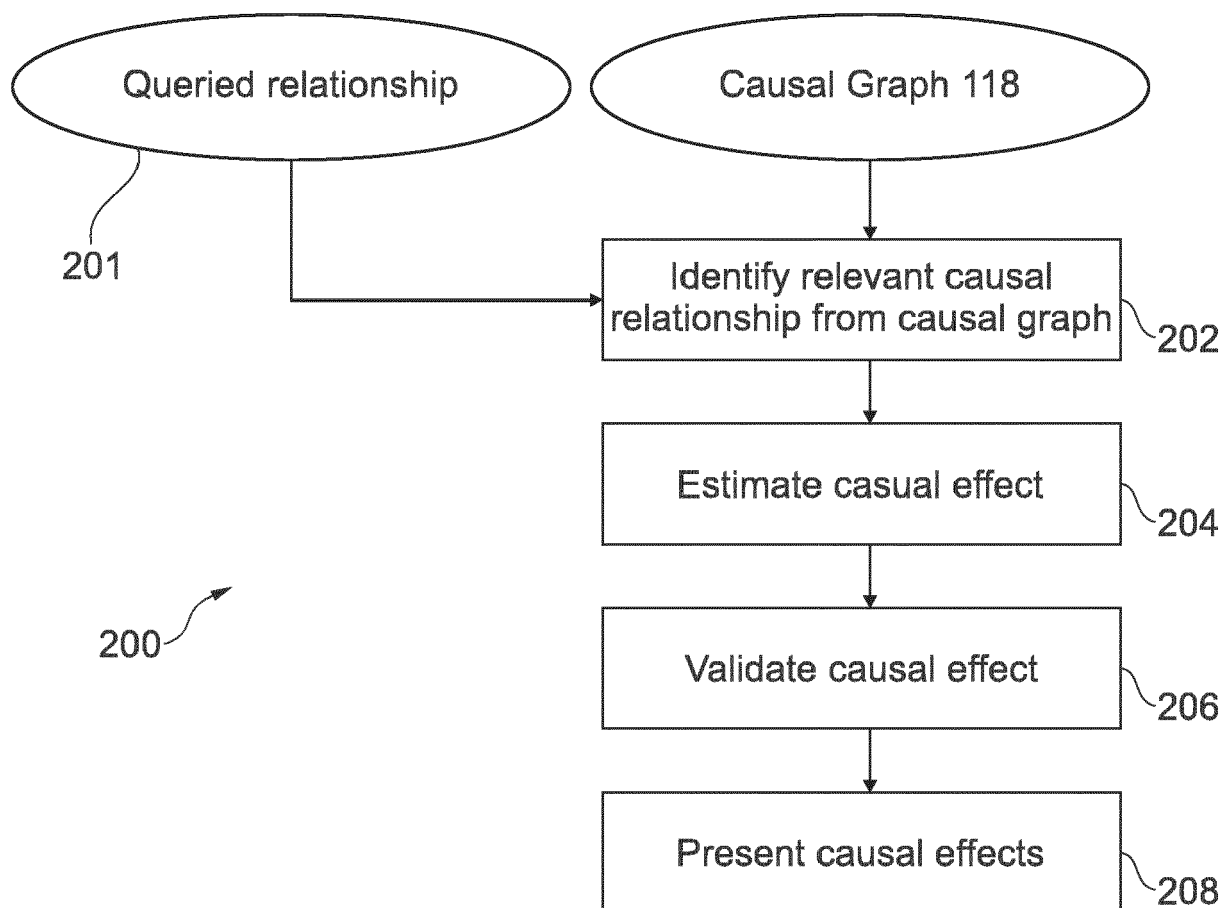 Queried relationship
Causal Graph 118
201
Identify relevant causal
relationship from causal graph
202
Estimate casual effect
204
200
Validate causal effect
206
Present causal effects
208